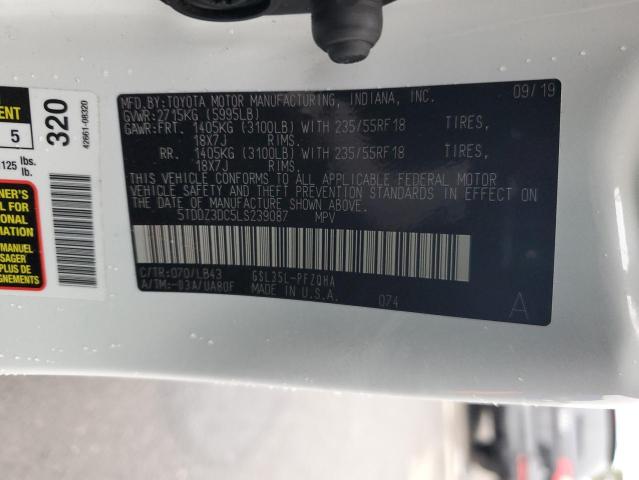 MFD.BY:TOYOTA MOTOR MANUFACTURING, INDIANA, INC. 09/19
GVWR:2715KG (5995LB)
GAWR:FRT. 1405KG (3100LB) WITH 235/55RF18 TIRES,
18X7J RIMS.
RR. 1405KG (3100LB) WITH 235/55RF18 TIRES,
18X7J RIMS.
THIS VEHICLE CONFORMS TO ALL APPLICABLE FEDERAL MOTOR
VEHICLE SAFETY AND THEFT PREVENTION STANDARDS IN EFFECT ON
THE DATE OF MANUFACTURE SHOWN ABOVE.
5TDDZ3DC5LS239087 MPV
C/TR:070/LB43 GSL35L-PFZQHA
A/TM:-03A/UA80F MADE IN U.S.A. 074
A
ENT
5
1125 lbs.
lb.
NER'S
FOR
ITIONAL
RMATION
MANUEL
SAGER
PLUS DE
GNEMENTS
320
42661-08320